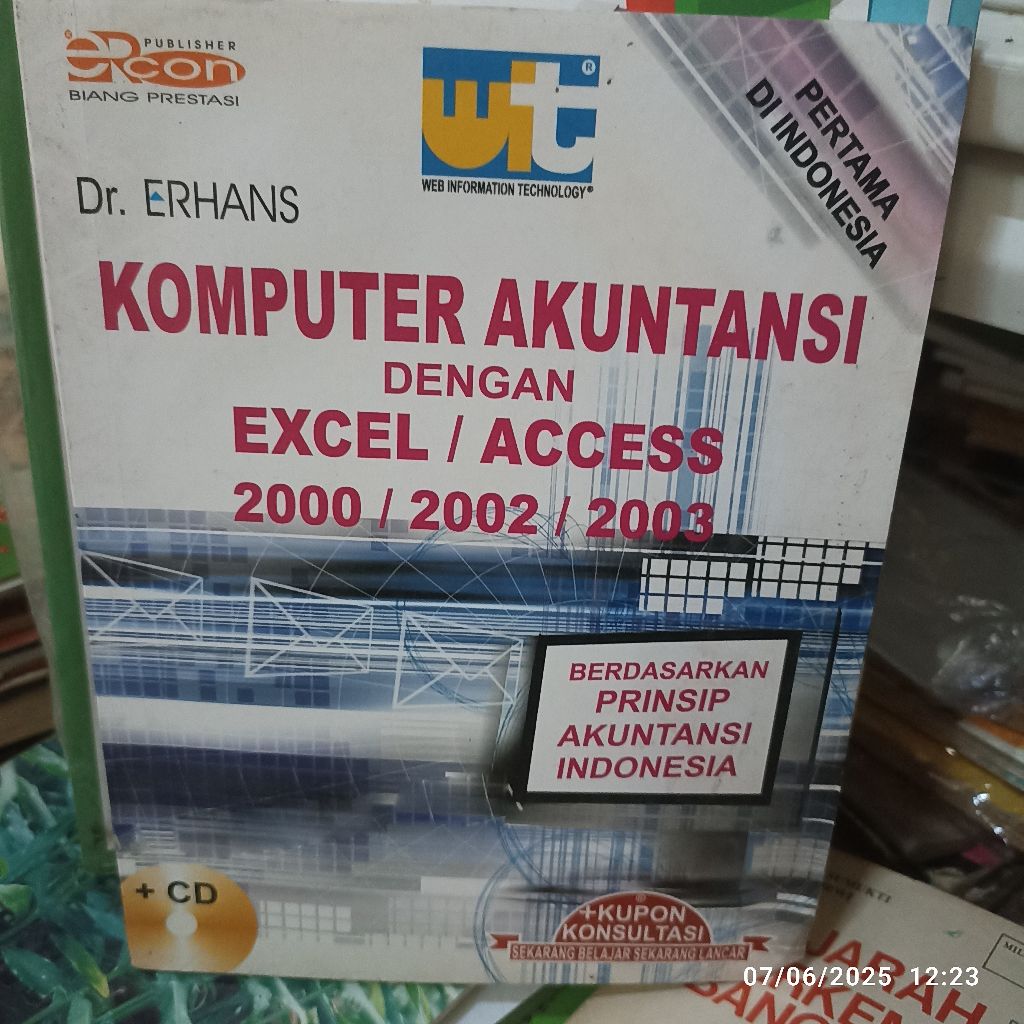 ERcon PUBLISHER
BIANG PRESTASI
wit
WEB INFORMATION TECHNOLOGY®
PERTAMA
DI INDONESIA
Dr. ERHANS
KOMPUTER AKUNTANSI
DENGAN
EXCEL / ACCESS
2000 / 2002 / 2003
BERDASARKAN
PRINSIP
AKUNTANSI
INDONESIA
+ CD
+KUPON
KONSULTASI
SEKARANG BELAJAR SEKARANG LANCAR
07/06/2025 12:23